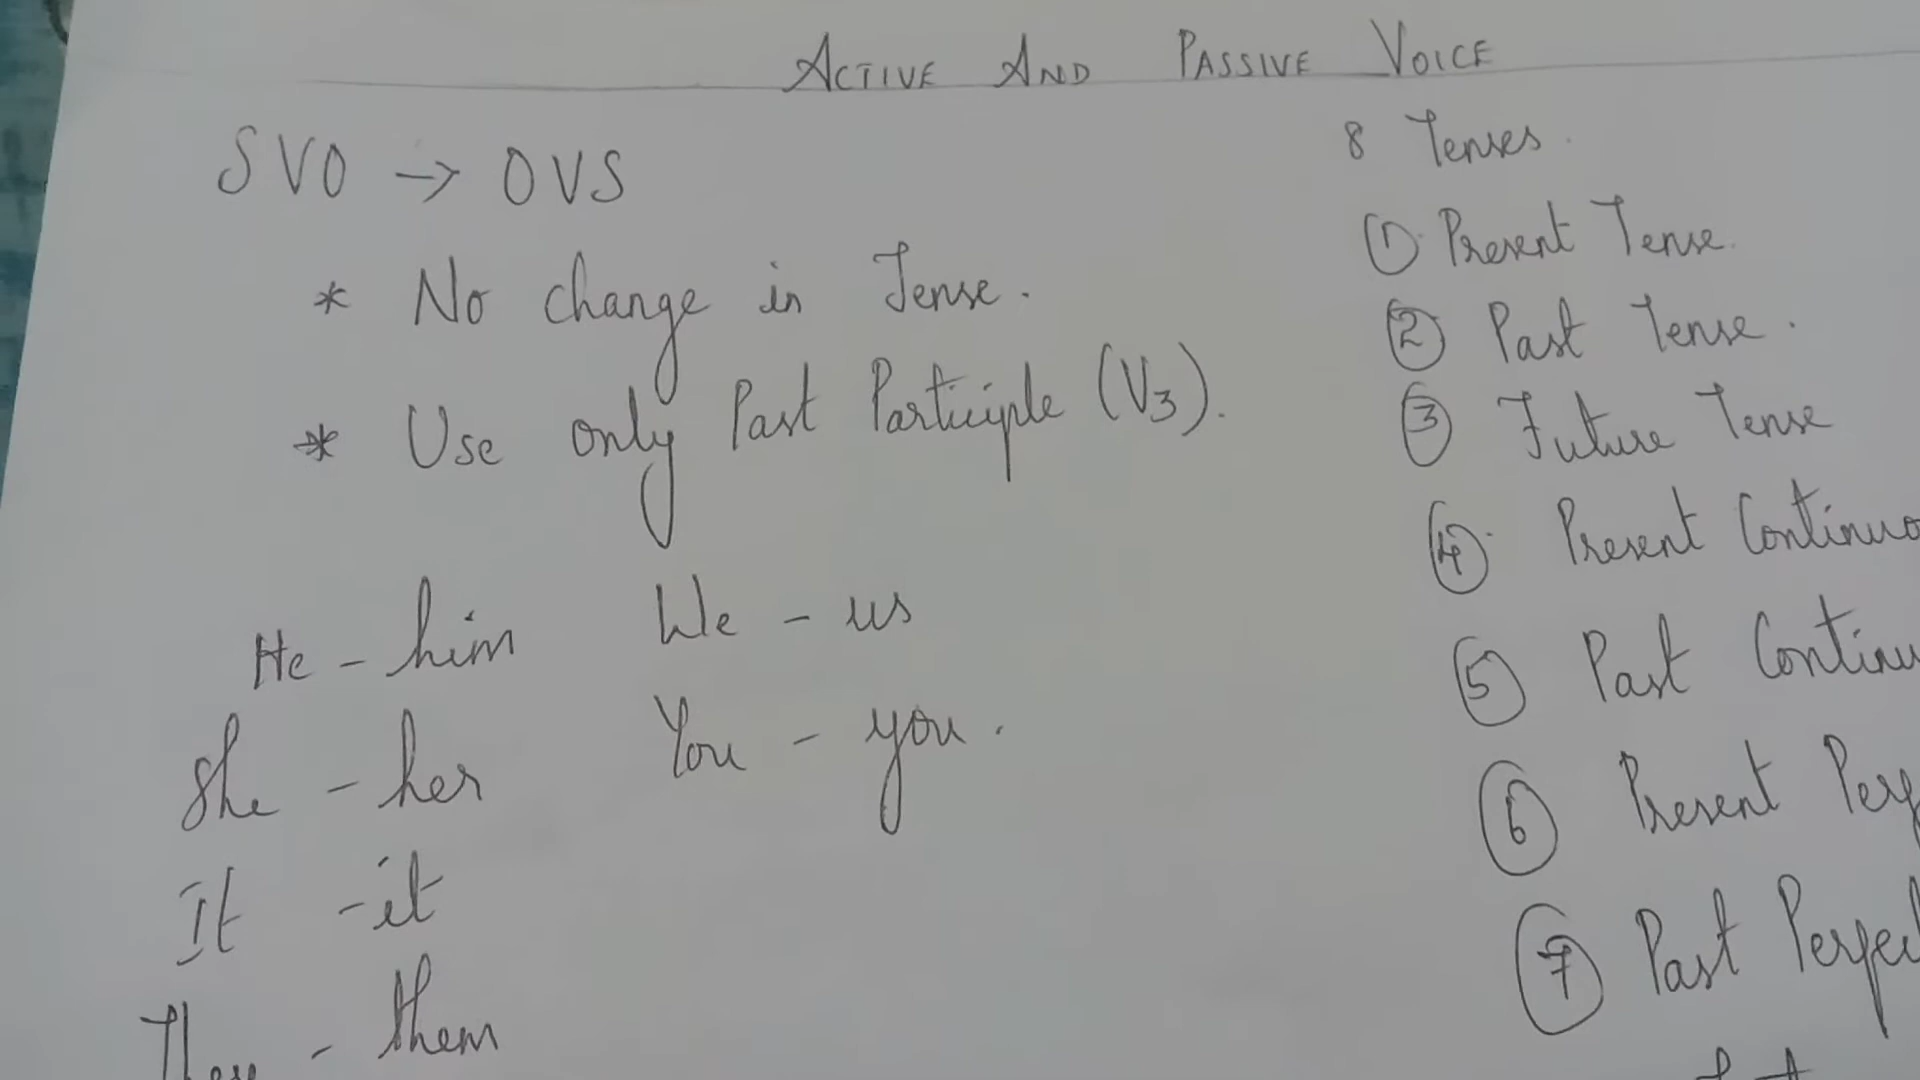 ACTIVE AND PASSIVE VOICE
SVO → OVS
* No change in Tense.
* Use only Past Participle (V3).
He - him
She - her
It - it
They - them
We - us
You - you.
8 Tenses.
① Present Tense.
② Past Tense.
③ Future Tense
④ Present Continuo
⑤ Past Continu
⑥ Present Perf
⑦ Past Perfec